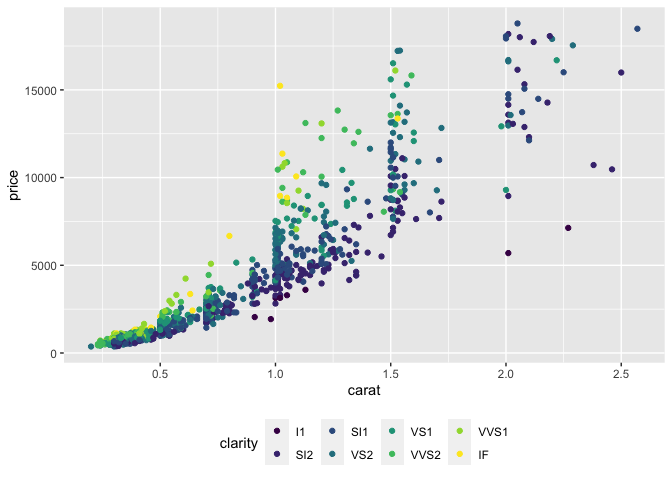 15000
10000
5000
0
price
0.5 1.0 1.5 2.0 2.5
carat
clarity
I1 SI1 VS1 VVS1
SI2 VS2 VVS2 IF